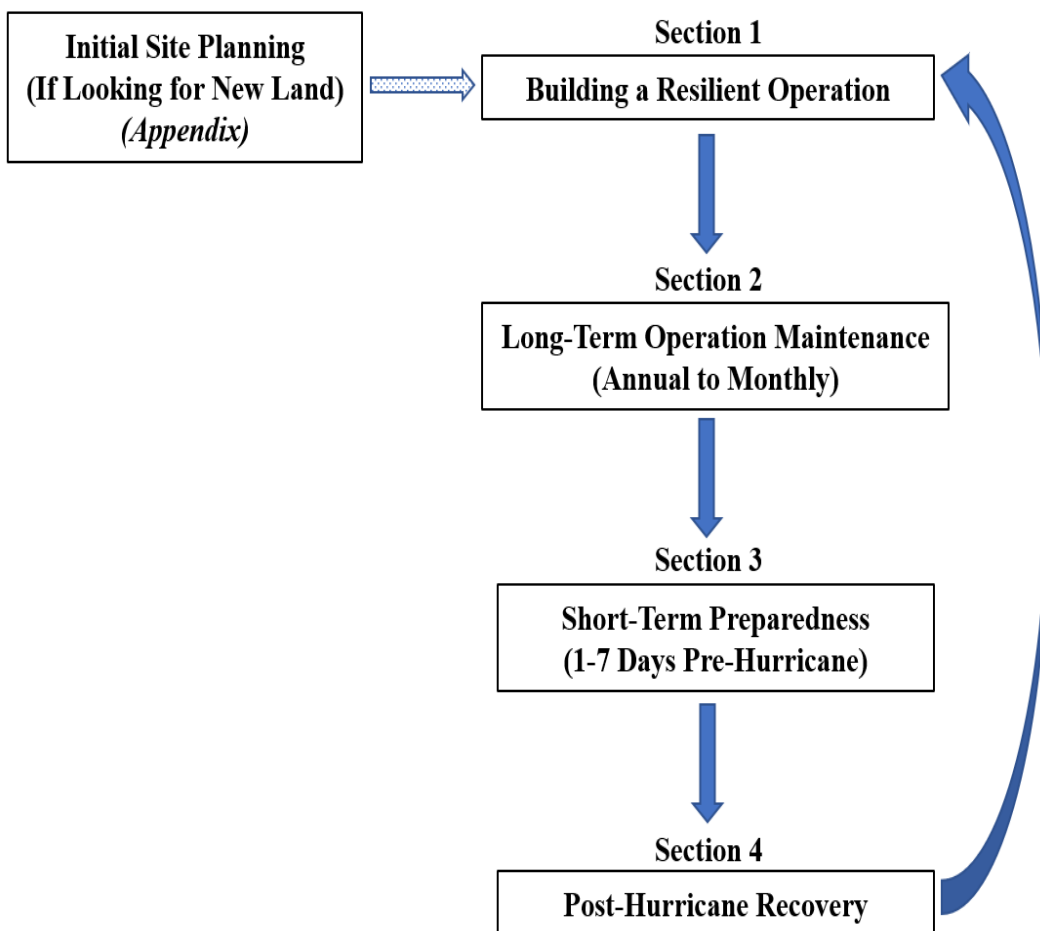 Initial Site Planning
(If Looking for New Land)
(Appendix)
Section 1
Building a Resilient Operation
Section 2
Long-Term Operation Maintenance
(Annual to Monthly)
Section 3
Short-Term Preparedness
(1-7 Days Pre-Hurricane)
Section 4
Post-Hurricane Recovery